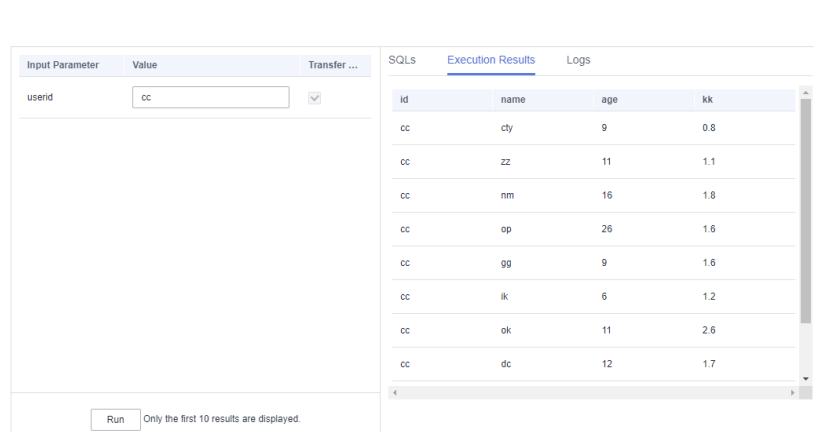 Input Parameter Value Transfer ...
userid cc
Run Only the first 10 results are displayed.
SQLs Execution Results Logs
id name age kk
cc cty 9 0.8
cc zz 11 1.1
cc nm 16 1.8
cc op 26 1.6
cc gg 9 1.6
cc ik 6 1.2
cc ok 11 2.6
cc dc 12 1.7